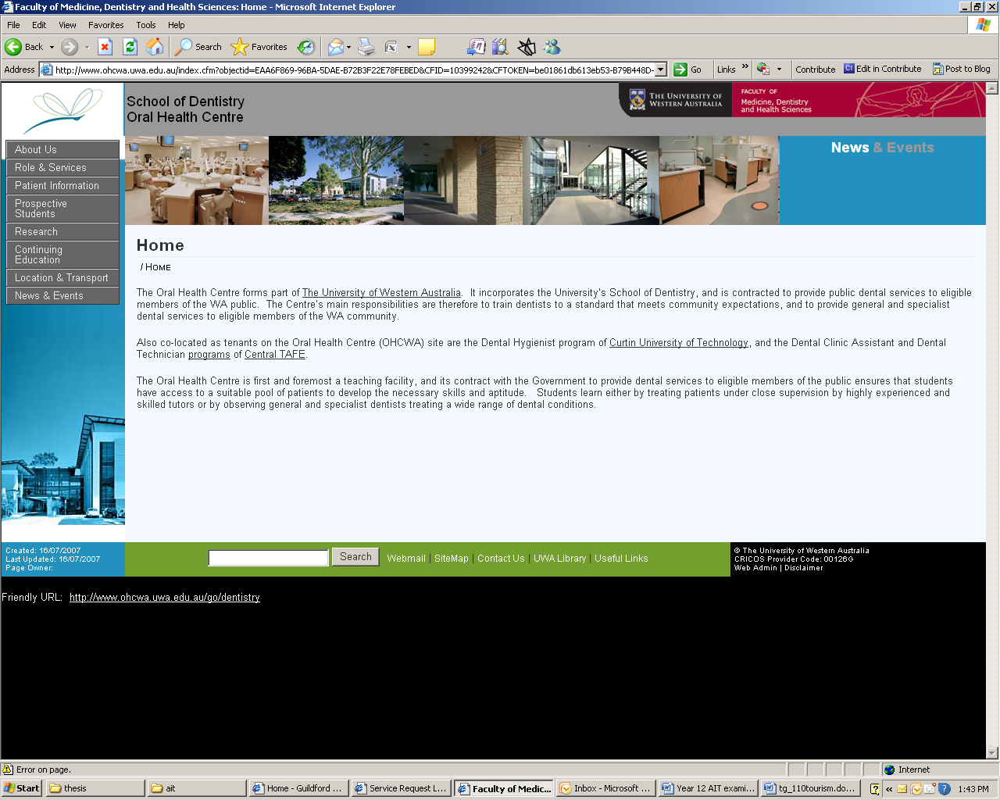 Faculty of Medicine, Dentistry and Health Sciences: Home - Microsoft Internet Explorer
File Edit View Favorites Tools Help
Back Search Favorites
Address http://www.ohcwa.uwa.edu.au/index.cfm?objectid=EAA6F869-96BA-5DAE-B72B3F22E78FEBED&CFID=10399242&CFTOKEN=be01861db613eb53-B79B448D- Go Links » Contribute Edit in Contribute Post to Blog
School of Dentistry
Oral Health Centre
THE UNIVERSITY OF
WESTERN AUSTRALIA
FACULTY OF
Medicine, Dentistry
and Health Sciences
About Us
Role & Services
Patient Information
Prospective
Students
Research
Continuing
Education
Location & Transport
News & Events
News & Events
Home
/ HOME
The Oral Health Centre forms part of The University of Western Australia. It incorporates the University's School of Dentistry, and is contracted to provide public dental services to eligible
members of the WA public. The Centre's main responsibilities are therefore to train dentists to a standard that meets community expectations, and to provide general and specialist
dental services to eligible members of the WA community.
Also co-located as tenants on the Oral Health Centre (OHCWA) site are the Dental Hygienist program of Curtin University of Technology, and the Dental Clinic Assistant and Dental
Technician programs of Central TAFE.
The Oral Health Centre is first and foremost a teaching facility, and its contract with the Government to provide dental services to eligible members of the public ensures that students
have access to a suitable pool of patients to develop the necessary skills and aptitude. Students learn either by treating patients under close supervision by highly experienced and
skilled tutors or by observing general and specialist dentists treating a wide range of dental conditions.
Created: 16/07/2007
Last Updated: 16/07/2007
Page Owner:
Search Webmail | SiteMap | Contact Us | UWA Library | Useful Links
© The University of Western Australia
CRICOS Provider Code: 00126G
Web Admin | Disclaimer
Friendly URL: http://www.ohcwa.uwa.edu.au/go/dentistry
Error on page. Internet
Start thesis ait Home - Guildford ... Service Request L... Faculty of Medic... Inbox - Microsoft ... Year 12 AIT exami... tg_110tourism.do... « 1:43 PM